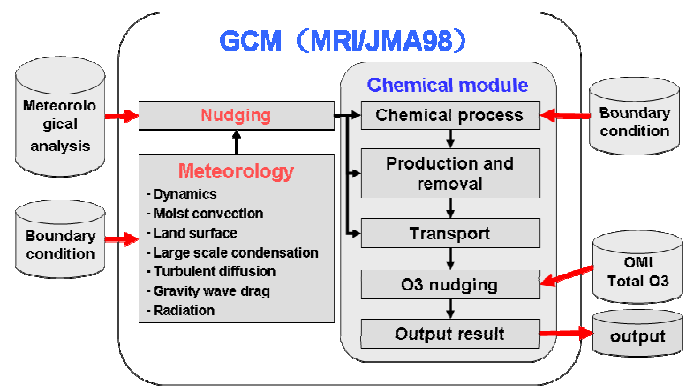 GCM（MRI/JMA98）
Meteorolo
gical
analysis
Nudging
Meteorology
- Dynamics
- Moist convection
- Land surface
- Large scale condensation
- Turbulent diffusion
- Gravity wave drag
- Radiation
Boundary
condition
Chemical module
Chemical process
Production and
removal
Transport
O3 nudging
Output result
Boundary
condition
OMI
Total O3
output